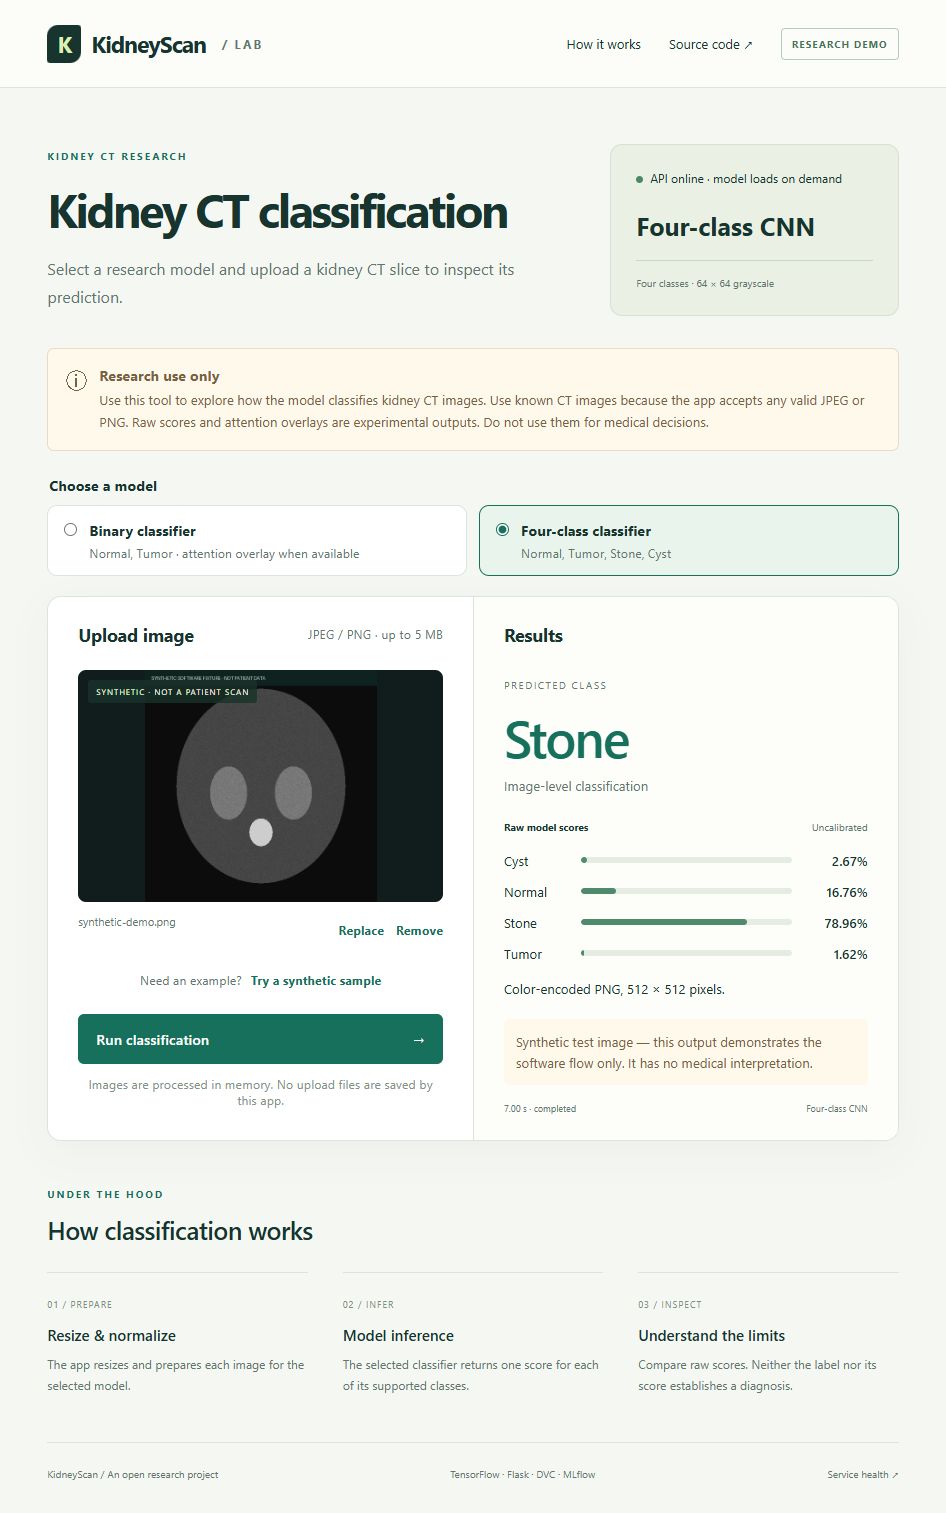 K KidneyScan / LAB
How it works
Source code ↗
RESEARCH DEMO
KIDNEY CT RESEARCH
Kidney CT classification
Select a research model and upload a kidney CT slice to inspect its
prediction.
API online · model loads on demand
Four-class CNN
Four classes · 64 × 64 grayscale
Research use only
Use this tool to explore how the model classifies kidney CT images. Use known CT images because the app accepts any valid JPEG or
PNG. Raw scores and attention overlays are experimental outputs. Do not use them for medical decisions.
Choose a model
Binary classifier
Normal, Tumor · attention overlay when available
Four-class classifier
Normal, Tumor, Stone, Cyst
Upload image
JPEG / PNG · up to 5 MB
SYNTHETIC SOFTWARE FIXTURE · NOT PATIENT DATA
SYNTHETIC · NOT A PATIENT SCAN
synthetic-demo.png
Replace
Remove
Need an example? Try a synthetic sample
Run classification →
Images are processed in memory. No upload files are saved by
this app.
Results
PREDICTED CLASS
Stone
Image-level classification
Raw model scores
Uncalibrated
Cyst 2.67%
Normal 16.76%
Stone 78.96%
Tumor 1.62%
Color-encoded PNG, 512 × 512 pixels.
Synthetic test image — this output demonstrates the
software flow only. It has no medical interpretation.
7.00 s · completed
Four-class CNN
UNDER THE HOOD
How classification works
01 / PREPARE
Resize & normalize
The app resizes and prepares each image for the
selected model.
02 / INFER
Model inference
The selected classifier returns one score for each
of its supported classes.
03 / INSPECT
Understand the limits
Compare raw scores. Neither the label nor its
score establishes a diagnosis.
KidneyScan / An open research project
TensorFlow · Flask · DVC · MLflow
Service health ↗